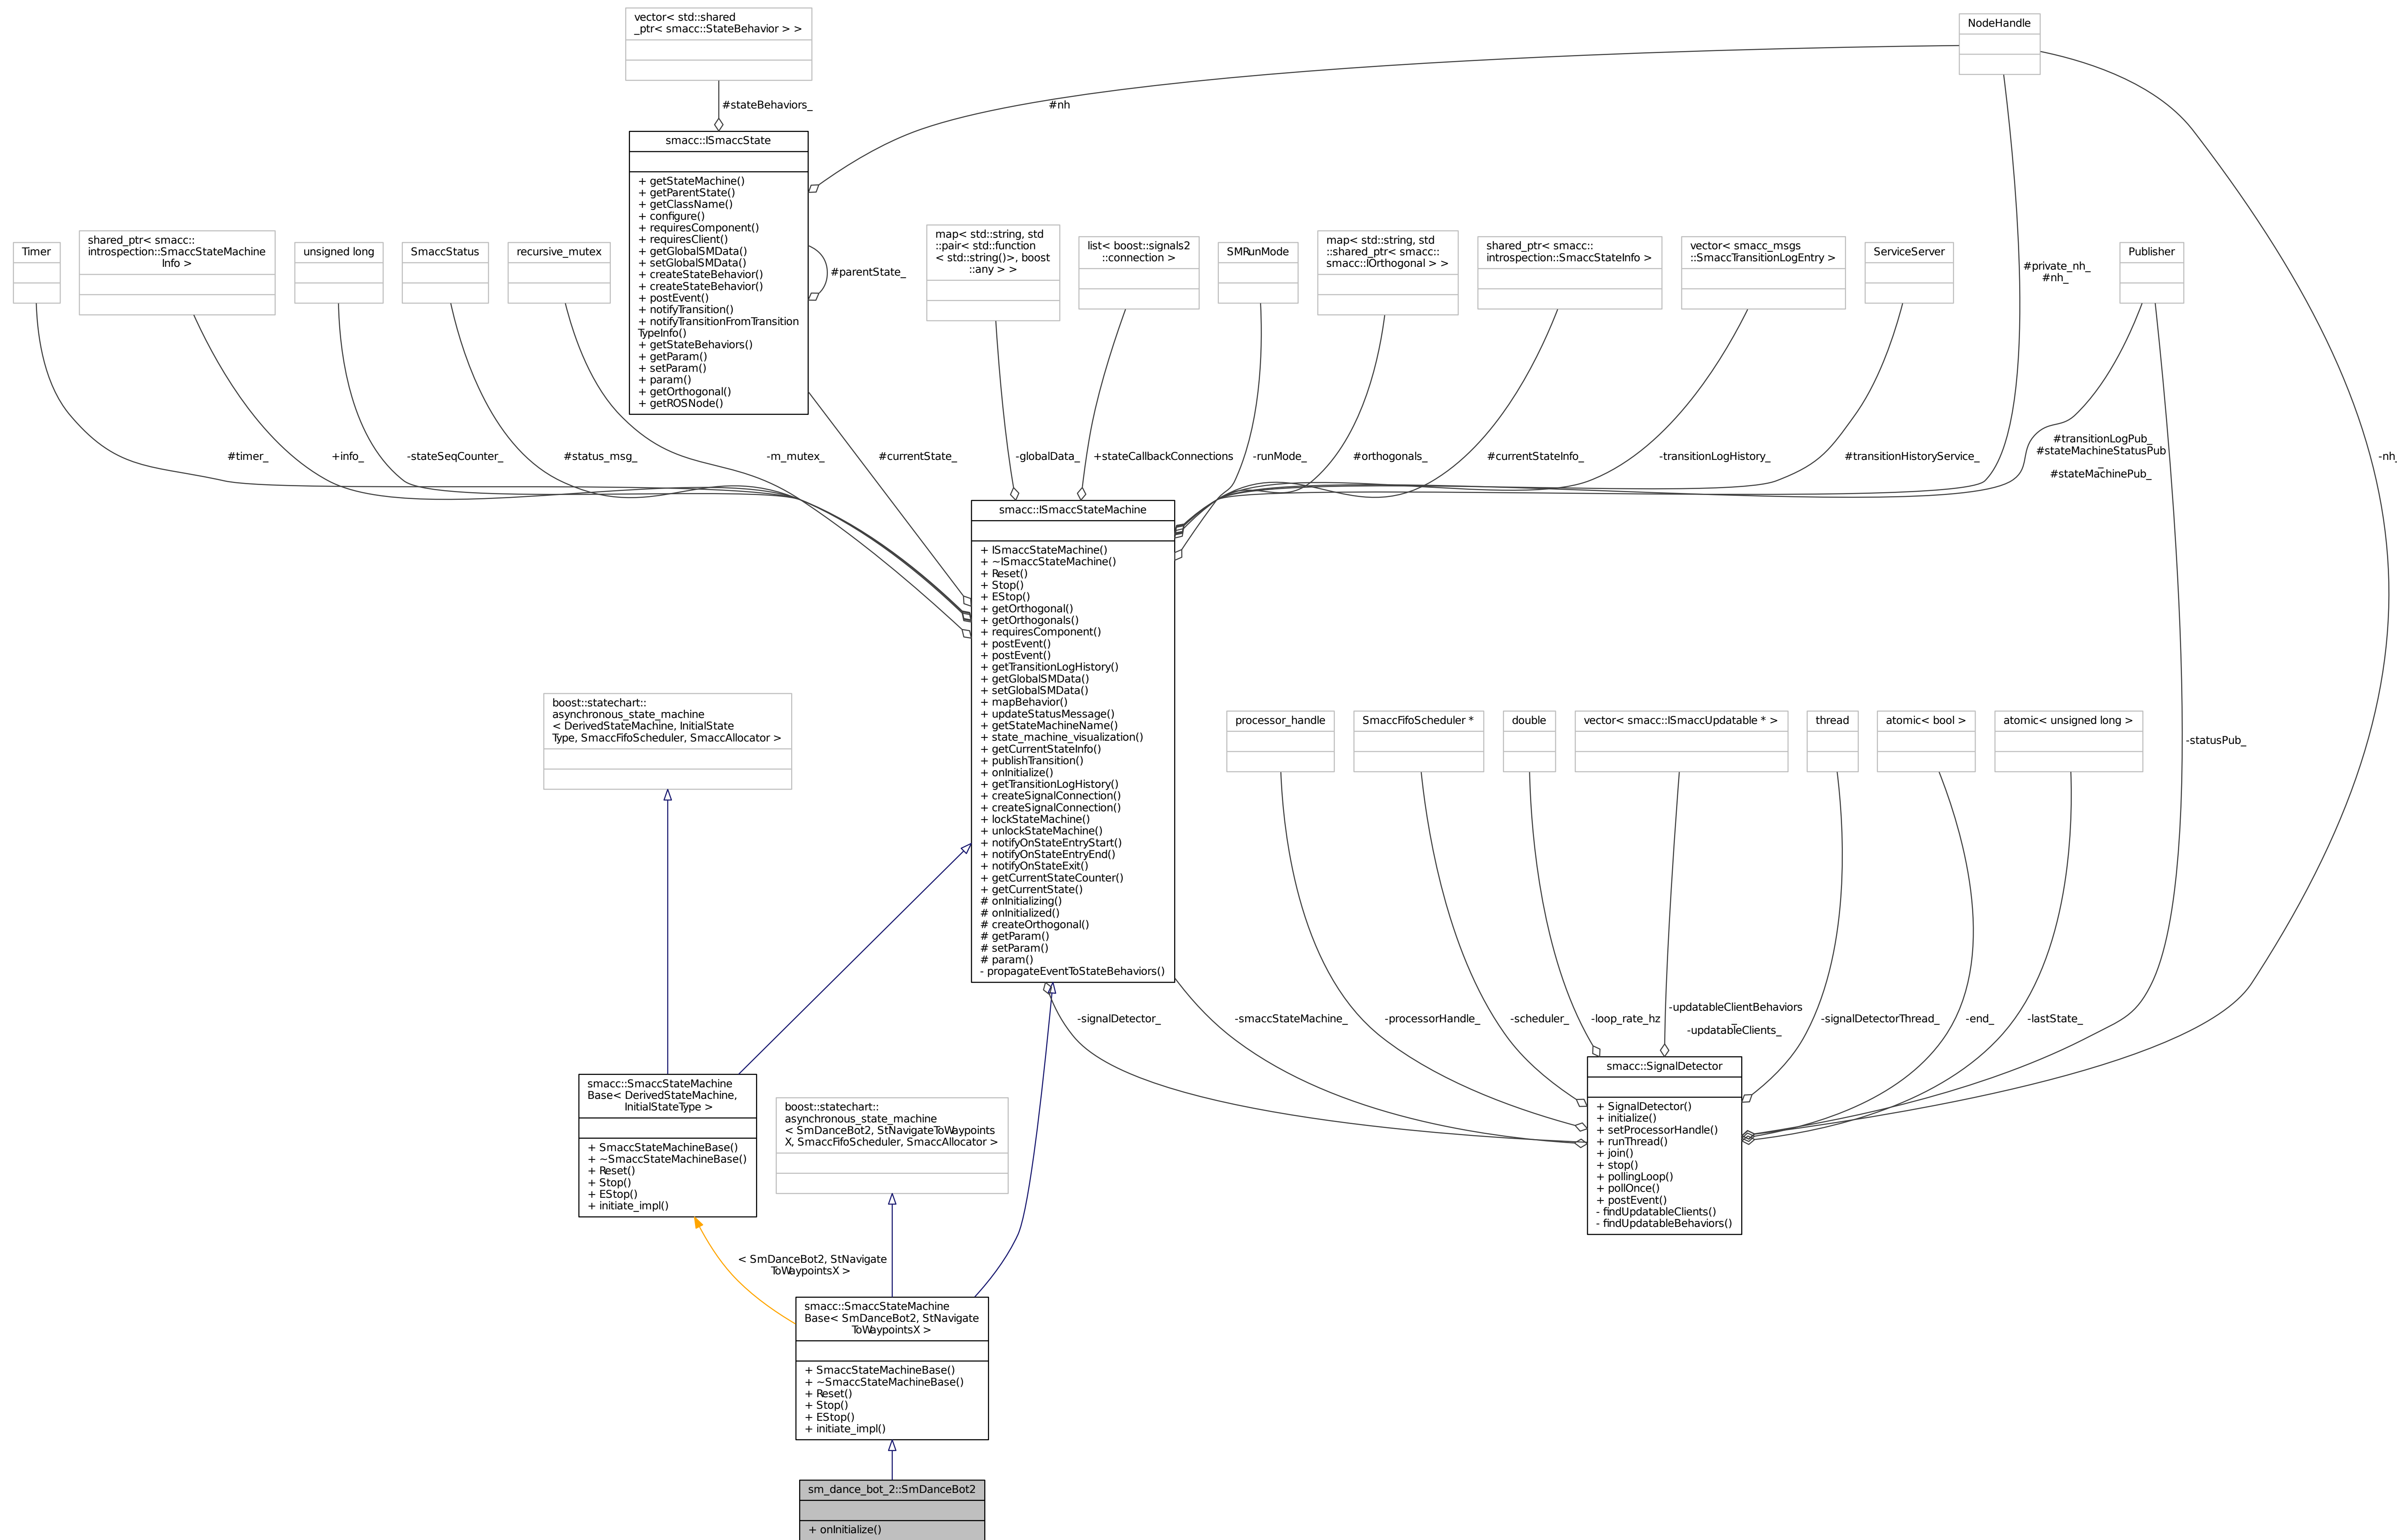 vector< std::shared
_ptr< smacc::StateBehavior > >
NodeHandle
#stateBehaviors_
#nh
smacc::ISmaccState
+ getStateMachine()
+ getParentState()
+ getClassName()
+ configure()
+ requiresComponent()
+ requiresClient()
+ getGlobalSMData()
+ setGlobalSMData()
+ createStateBehavior()
+ createStateBehavior()
+ postEvent()
+ notifyTransition()
+ notifyTransitionFromTransition
TypeInfo()
+ getStateBehaviors()
+ getParam()
+ setParam()
+ param()
+ getOrthogonal()
+ getROSNode()
#parentState_
Timer
shared_ptr< smacc::
introspection::SmaccStateMachine
Info >
unsigned long
SmaccStatus
recursive_mutex
map< std::string, std
::pair< std::function
< std::string()>, boost
::any > >
list< boost::signals2
::connection >
SMRunMode
map< std::string, std
::shared_ptr< smacc::
smacc::IOrthogonal > >
shared_ptr< smacc::
introspection::SmaccStateInfo >
vector< smacc_msgs
::SmaccTransitionLogEntry >
ServiceServer
Publisher
#private_nh_
#nh_
#timer_
+info_
-stateSeqCounter_
#status_msg_
-m_mutex_
#currentState_
-globalData_
+stateCallbackConnections
-runMode_
#orthogonals_
#currentStateInfo_
-transitionLogHistory_
#transitionHistoryService_
#transitionLogPub_
#stateMachineStatusPub
_
#stateMachinePub_
-nh_
smacc::ISmaccStateMachine
+ ISmaccStateMachine()
+ ~ISmaccStateMachine()
+ Reset()
+ Stop()
+ EStop()
+ getOrthogonal()
+ getOrthogonals()
+ requiresComponent()
+ postEvent()
+ postEvent()
+ getTransitionLogHistory()
+ getGlobalSMData()
+ setGlobalSMData()
+ mapBehavior()
+ updateStatusMessage()
+ getStateMachineName()
+ state_machine_visualization()
+ getCurrentStateInfo()
+ publishTransition()
+ onInitialize()
+ getTransitionLogHistory()
+ createSignalConnection()
+ createSignalConnection()
+ lockStateMachine()
+ unlockStateMachine()
+ notifyOnStateEntryStart()
+ notifyOnStateEntryEnd()
+ notifyOnStateExit()
+ getCurrentStateCounter()
+ getCurrentState()
# onInitializing()
# onInitialized()
# createOrthogonal()
# getParam()
# setParam()
# param()
- propagateEventToStateBehaviors()
boost::statechart::
asynchronous_state_machine
< DerivedStateMachine, InitialState
Type, SmaccFifoScheduler, SmaccAllocator >
processor_handle
SmaccFifoScheduler *
double
vector< smacc::ISmaccUpdatable * >
thread
atomic< bool >
atomic< unsigned long >
-statusPub_
-signalDetector_
-smaccStateMachine_
-processorHandle_
-scheduler_
-loop_rate_hz
-updatableClientBehaviors
_
-updatableClients_
-signalDetectorThread_
-end_
-lastState_
smacc::SignalDetector
+ SignalDetector()
+ initialize()
+ setProcessorHandle()
+ runThread()
+ join()
+ stop()
+ pollingLoop()
+ pollOnce()
+ postEvent()
- findUpdatableClients()
- findUpdatableBehaviors()
smacc::SmaccStateMachine
Base< DerivedStateMachine,
InitialStateType >
+ SmaccStateMachineBase()
+ ~SmaccStateMachineBase()
+ Reset()
+ Stop()
+ EStop()
+ initiate_impl()
boost::statechart::
asynchronous_state_machine
< SmDanceBot2, StNavigateToWaypoints
X, SmaccFifoScheduler, SmaccAllocator >
< SmDanceBot2, StNavigate
ToWaypointsX >
smacc::SmaccStateMachine
Base< SmDanceBot2, StNavigate
ToWaypointsX >
+ SmaccStateMachineBase()
+ ~SmaccStateMachineBase()
+ Reset()
+ Stop()
+ EStop()
+ initiate_impl()
sm_dance_bot_2::SmDanceBot2
+ onInitialize()